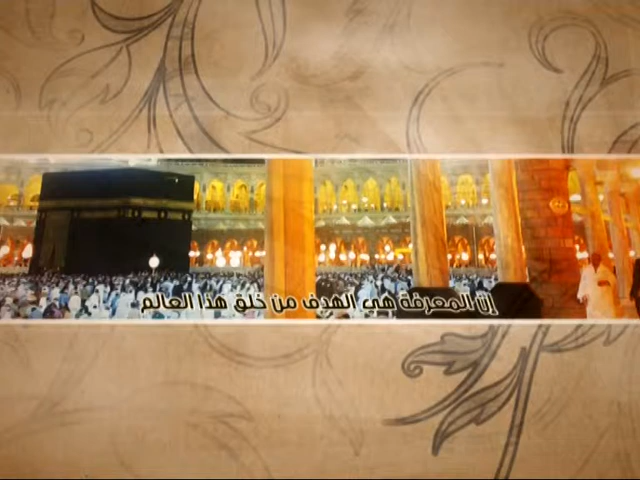 إن المعرفة هي الهدف من خلق هذا العالم